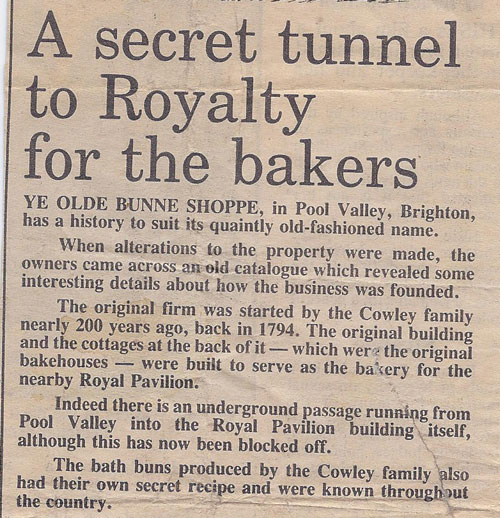 A secret tunnel
to Royalty
for the bakers
YE OLDE BUNNE SHOPPE, in Pool Valley, Brighton,
has a history to suit its quaintly old-fashioned name.
When alterations to the property were made, the
owners came across an old catalogue which revealed some
interesting details about how the business was founded.
The original firm was started by the Cowley family
nearly 200 years ago, back in 1794. The original building
and the cottages at the back of it — which were the original
bakehouses — were built to serve as the bakery for the
nearby Royal Pavilion.
Indeed there is an underground passage running from
Pool Valley into the Royal Pavilion building itself,
although this has now been blocked off.
The bath buns produced by the Cowley family also
had their own secret recipe and were known throughout
the country.